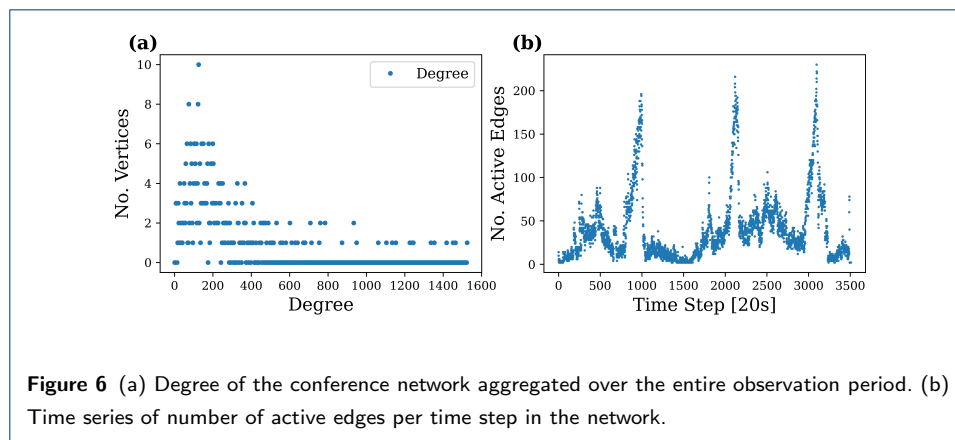 (a)
(b)
10
8
6
4
2
0
No. Vertices
Degree
0 200 400 600 800 1000 1200 1400 1600
Degree
200
150
100
50
0
No. Active Edges
0 500 1000 1500 2000 2500 3000 3500
Time Step [20s]
Figure 6 (a) Degree of the conference network aggregated over the entire observation period. (b)
Time series of number of active edges per time step in the network.